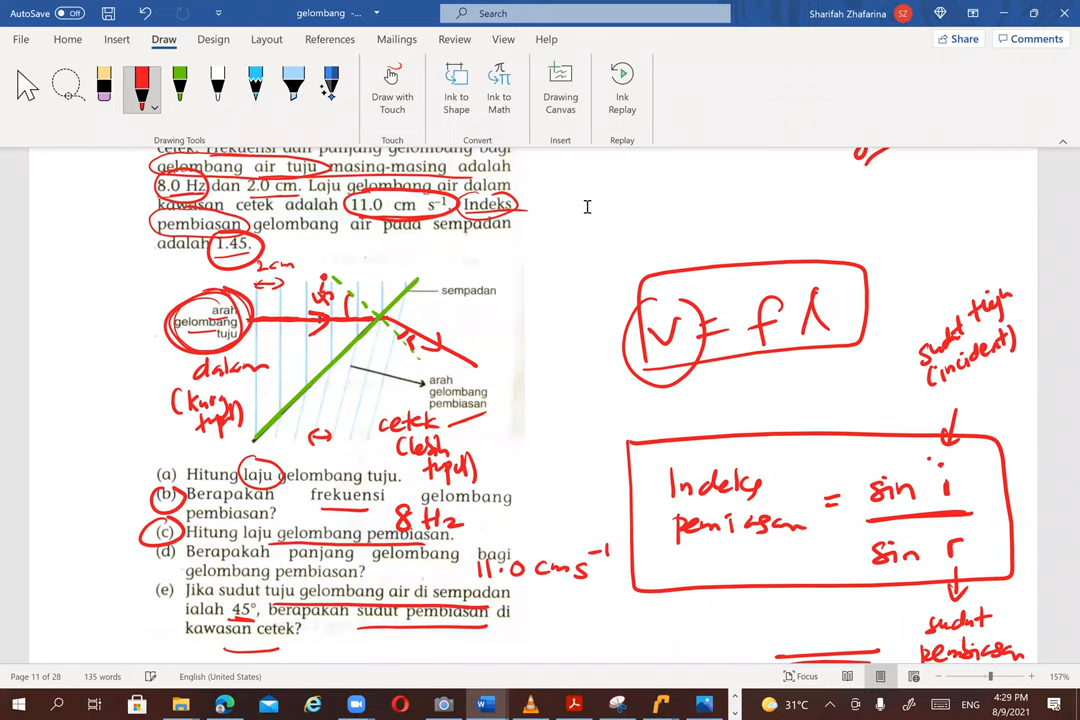 AutoSave Off
gelombang -...
Search
Sharifah Zhafarina
SZ
File Home Insert Draw Design Layout References Mailings Review View Help
Share Comments
Draw with Touch
Ink to Shape
Ink to Math
Drawing Canvas
Ink Replay
Drawing Tools
Touch
Convert
Insert
Replay
cetek. Frekuensi dan panjang gelombang bagi
gelombang air tuju masing-masing adalah
8.0 Hz dan 2.0 cm. Laju gelombang air dalam
kawasan cetek adalah 11.0 cm s⁻¹. Indeks
pembiasan gelombang air pada sempadan
adalah 1.45.
2cm
i
sempadan
arah
gelombang
tuju
r
dalam
(kurg
arah
gelombang
pembiasan
cetek
(lebih
v = f λ
sudut
(incident)
Indeks
= sin i
sin r
sudut
pembiasan
(a) Hitung laju gelombang tuju.
(b) Berapakah frekuensi gelombang
pembiasan?
8 Hz
(c) Hitung laju gelombang pembiasan.
(d) Berapakah panjang gelombang bagi
gelombang pembiasan?
11.0 cms⁻¹
(e) Jika sudut tuju gelombang air di sempadan
ialah 45°, berapakah sudut pembiasan di
kawasan cetek?
Page 11 of 28 135 words English (United States) Focus 157%
31°C ENG 4:29 PM
8/9/2021